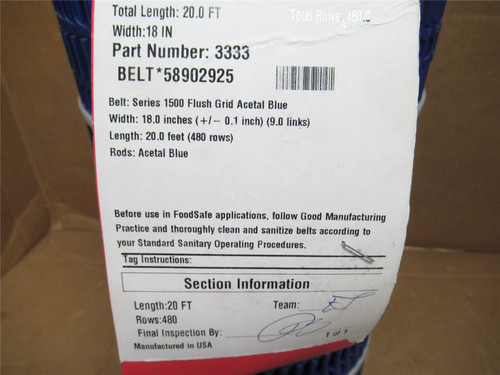 Total Length: 20.0 FT
Total Rows, 480.0
Width:18 IN
Part Number: 3333
BELT*58902925
Belt: Series 1500 Flush Grid Acetal Blue
Width: 18.0 inches (+/- 0.1 inch) (9.0 links)
Length: 20.0 feet (480 rows)
Rods: Acetal Blue
Before use in FoodSafe applications, follow Good Manufacturing
Practice and thoroughly clean and sanitize belts according to
your Standard Sanitary Operating Procedures.
Tag Instructions:
Section Information
Length:20 FT
Team:
Rows:480
Final Inspection By:
1 of 1
Manufactured in USA